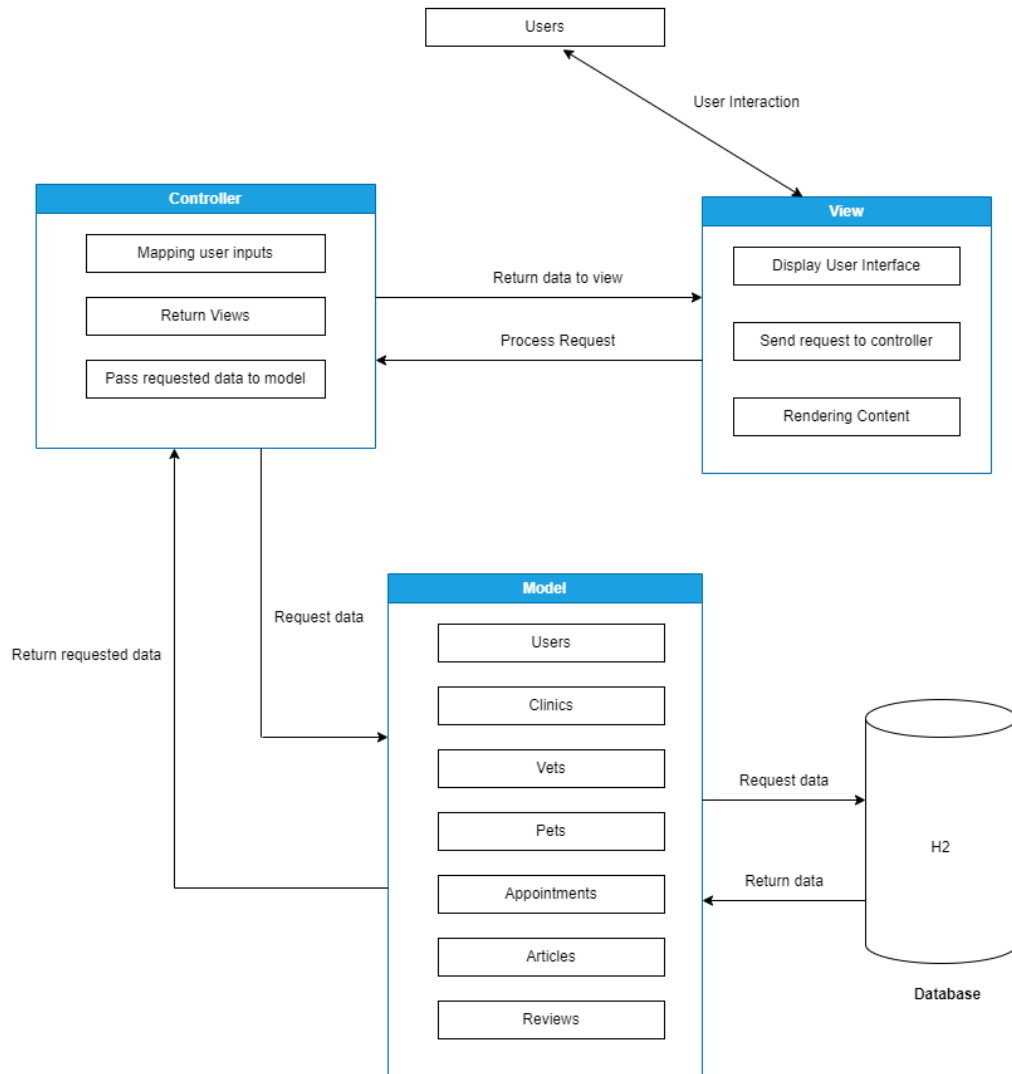 Users
User Interaction
Controller
Mapping user inputs
Return Views
Pass requested data to model
Return data to view
Process Request
View
Display User Interface
Send request to controller
Rendering Content
Return requested data
Request data
Model
Users
Clinics
Vets
Pets
Appointments
Articles
Reviews
Request data
Return data
H2
Database